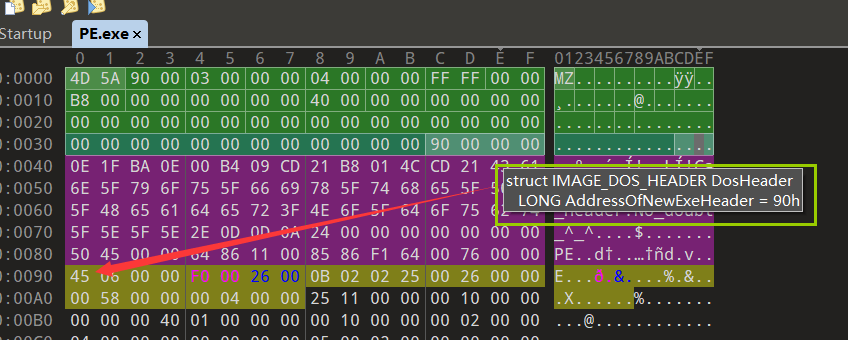 Startup PE.exe ×
0 1 2 3 4 5 6 7 8 9 A B C D E F 0123456789ABCDEF
0:0000 4D 5A 90 00 03 00 00 00 04 00 00 00 FF FF 00 00 MZ..........ÿÿ..
0:0010 B8 00 00 00 00 00 00 00 40 00 00 00 00 00 00 00 ¸.......@.......
0:0020 00 00 00 00 00 00 00 00 00 00 00 00 00 00 00 00 ................
0:0030 00 00 00 00 00 00 00 00 00 00 00 00 90 00 00 00
0:0040 0E 1F BA 0E 00 B4 09 CD 21 B8 01 4C CD 21
0:0050 6E 5F 79 6F 75 5F 66 69 78 5F 74 68 65 5F
struct IMAGE_DOS_HEADER DosHeader
LONG AddressOfNewExeHeader = 90h
0:0060 5F 48 65 61 64 65 72 3F 4E 6F 5F 64 6F 75 62 74 _Header?No_doubt
0:0070 5F 5E 5F 5E 2E 0D 0D 0A 24 00 00 00 00 00 00 00 _^_^....$.......
0:0080 50 45 00 00 64 86 11 00 85 86 F1 64 00 76 00 00 PE..d†..…†ñd.v..
0:0090 45 06 00 00 F0 00 26 00 0B 02 02 25 00 26 00 00 E...ð.&....%.&..
0:00A0 00 58 00 00 00 04 00 00 25 11 00 00 00 10 00 00 .X......%.......
0:00B0 00 00 00 40 01 00 00 00 00 10 00 00 00 02 00 00 ...@............